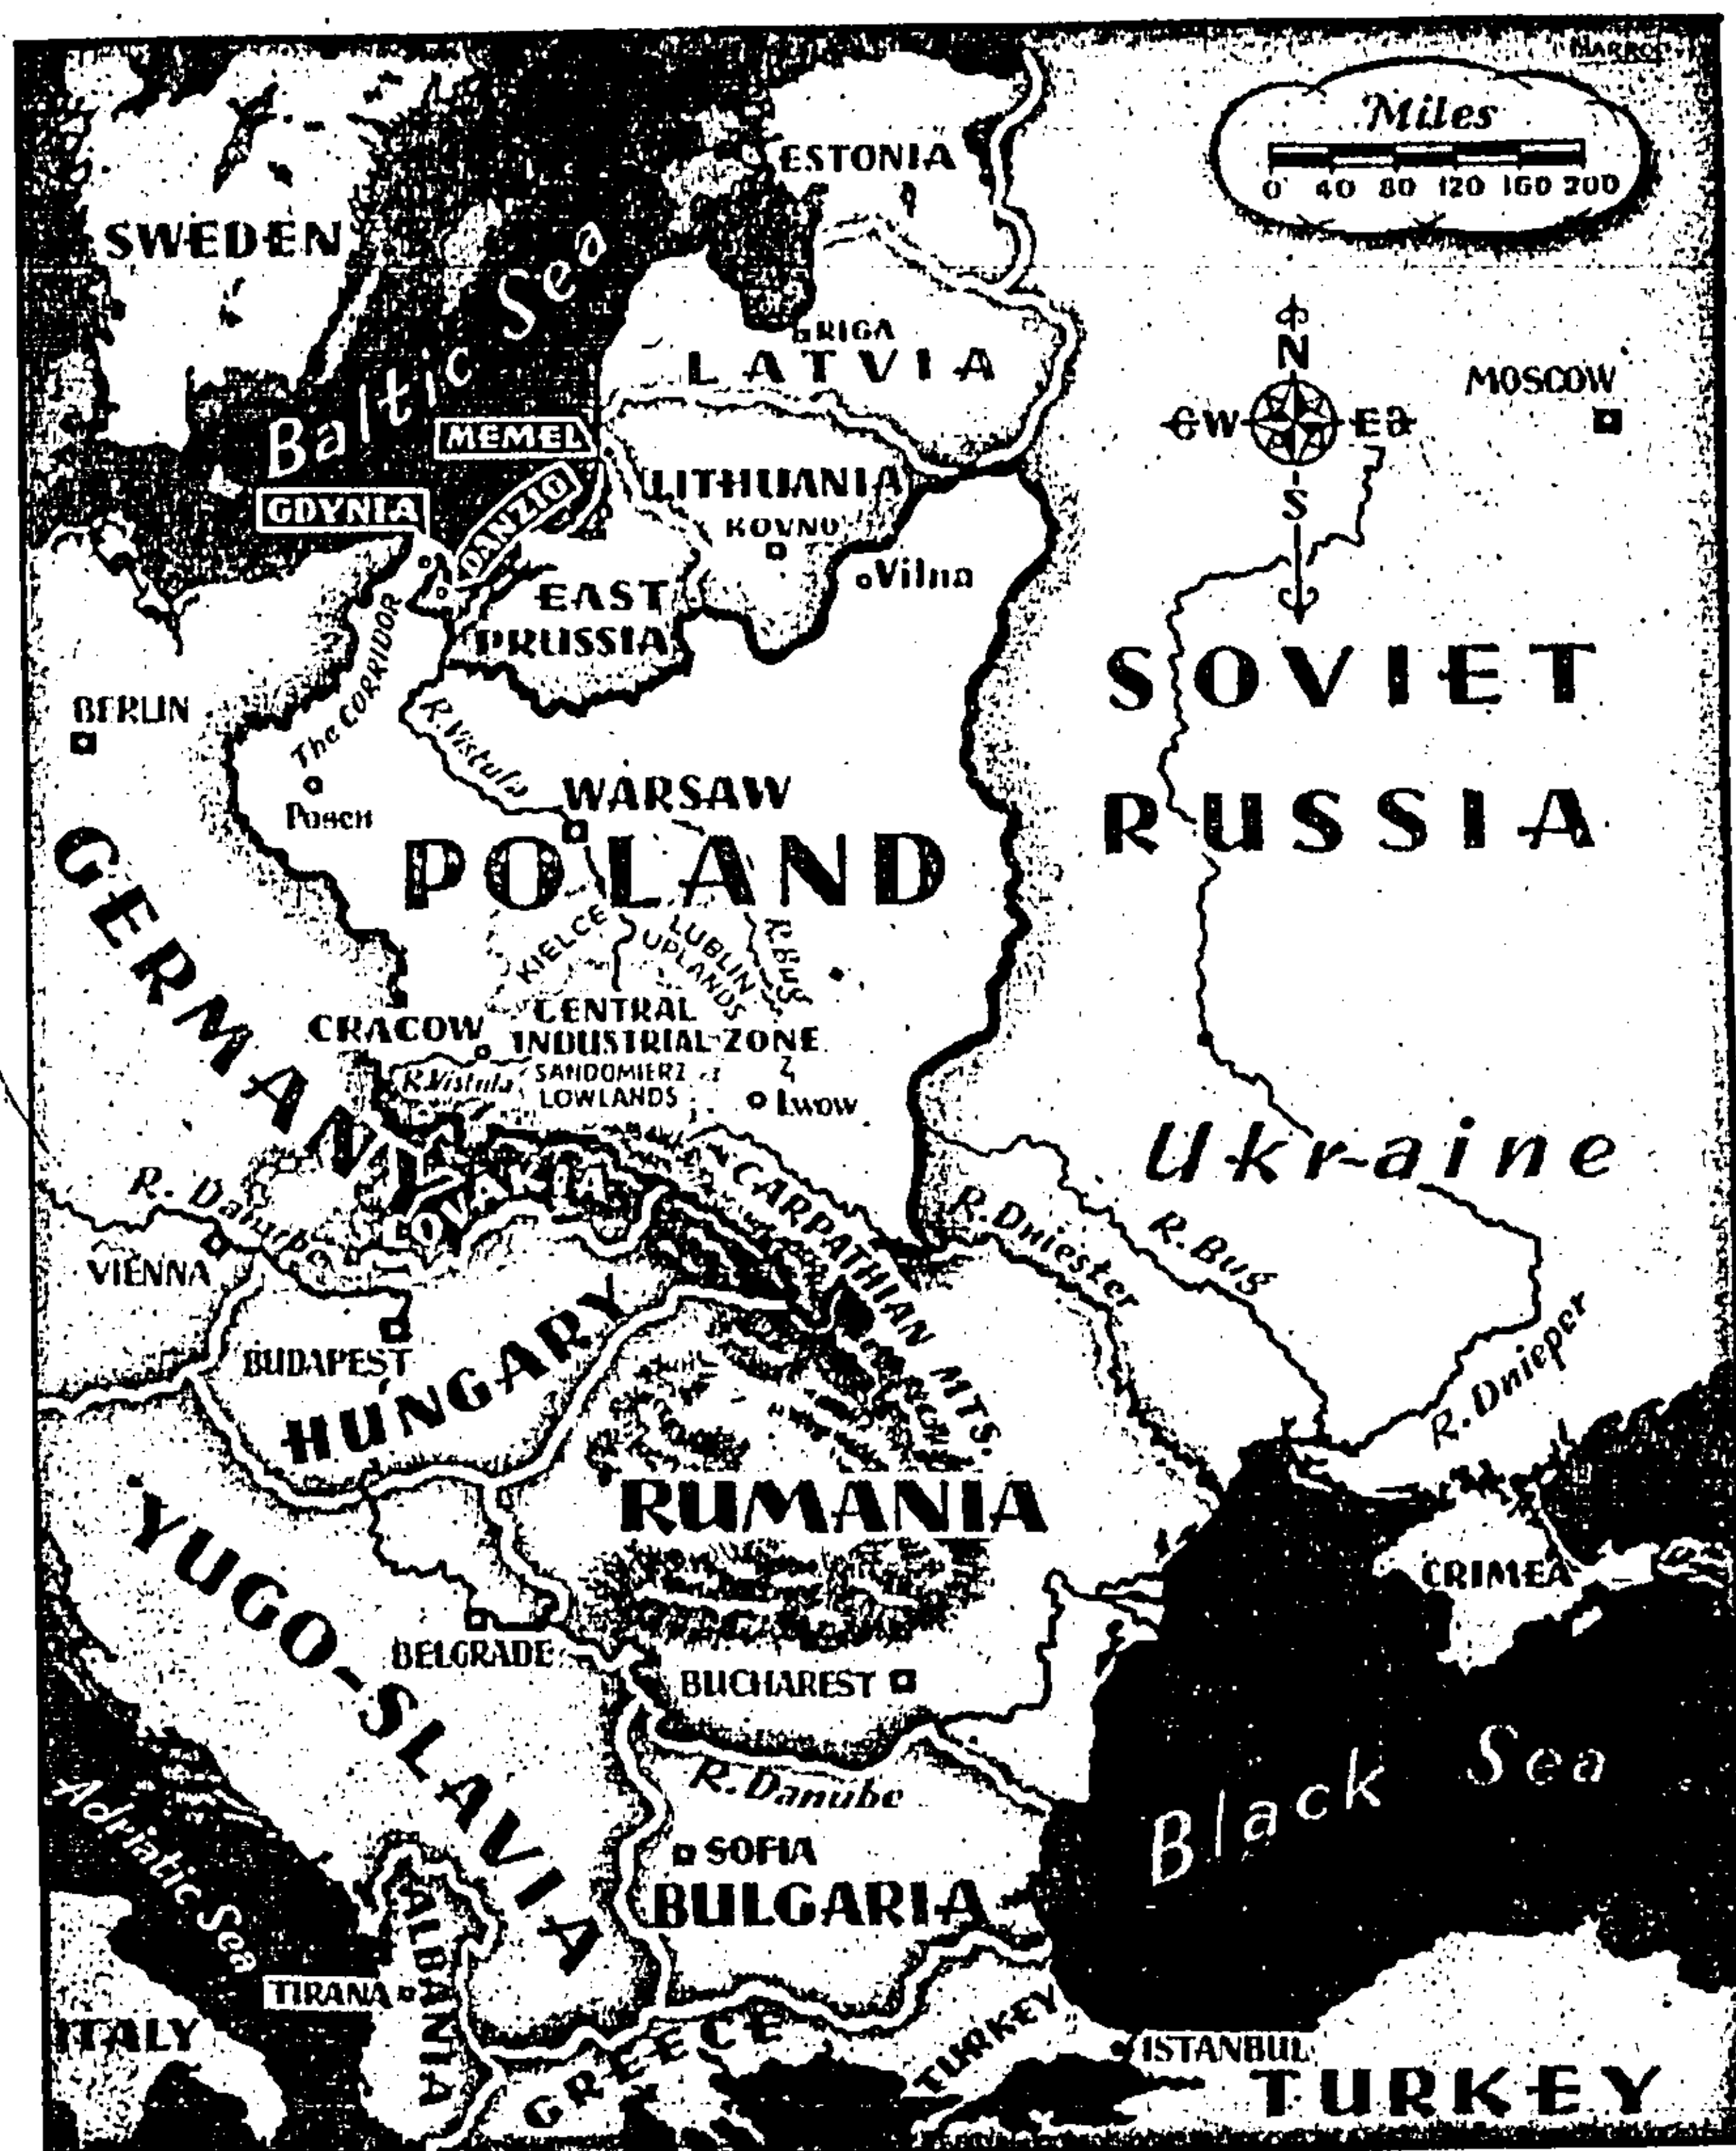 Miles
0 40 80 120 160 200
ESTONIA
SWEDEN
Baltic Sea
RIGA
LATVIA
N
W E
S
MOSCOW
MEMEL
LITHUANIA
GDYNIA
DANZIG
KOVNO
Vilna
EAST
PRUSSIA
The CORRIDOR
BERLIN
SOVIET
RUSSIA
R. Vistula
Posen
WARSAW
POLAND
GERMANY
KIELCE
LUBLIN
UPLANDS
R. BUG
CENTRAL
INDUSTRIAL ZONE
CRACOW
R. Vistula
SANDOMIERZ
LOWLANDS
Lwow
Ukraine
R. Danube
SLOVAKIA
CARPATHIAN MTS.
R. Dniester
R. Bug
R. Dnieper
VIENNA
BUDAPEST
HUNGARY
RUMANIA
CRIMEA
YUGO-SLAVIA
BELGRADE
BUCHAREST
R. Danube
Black Sea
Adriatic Sea
SOFIA
BULGARIA
ALBANIA
TIRANA
ITALY
GREECE
TURKEY
ISTANBUL
TURKEY